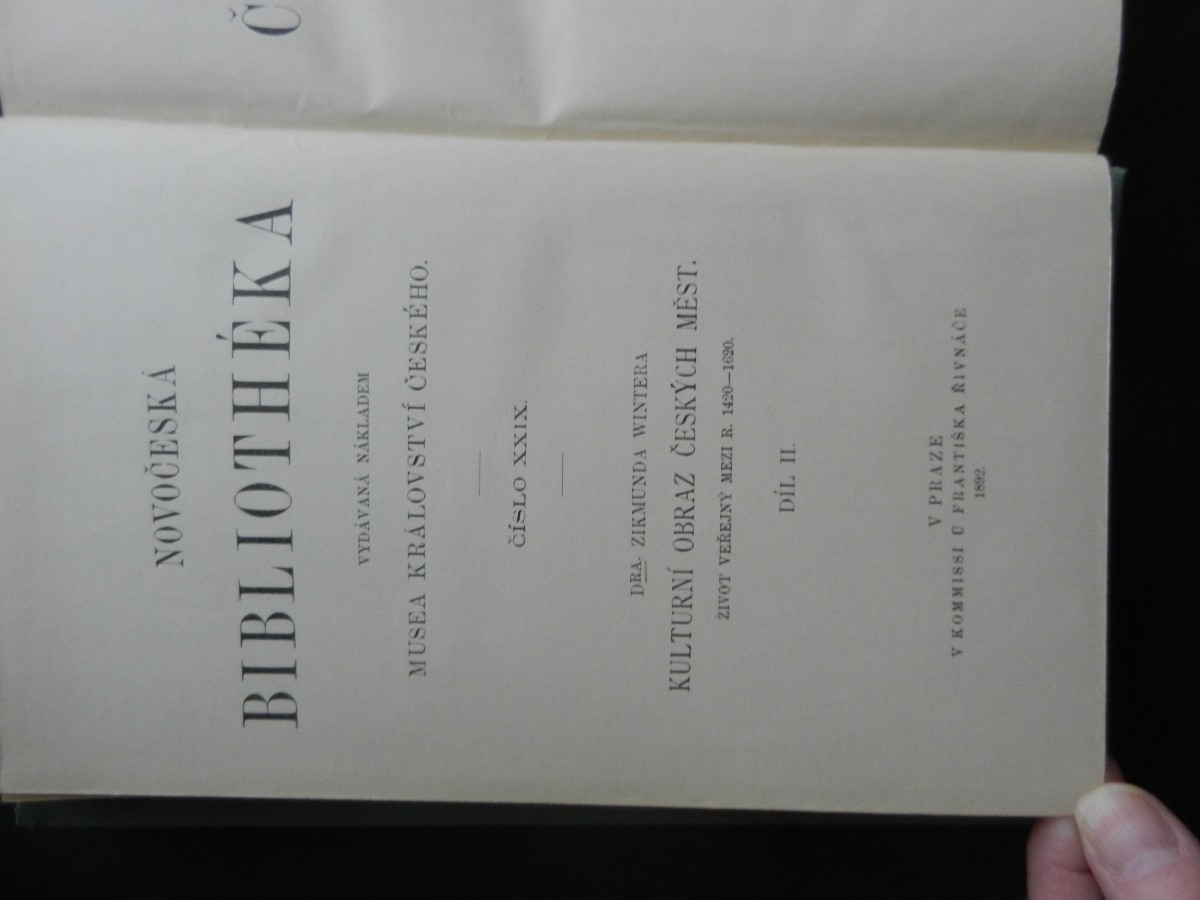 NOVOČESKÁ
BIBLIOTHÉKA
VYDÁVANÁ NÁKLADEM
MUSEA KRÁLOVSTVÍ ČESKÉHO.
ČÍSLO XXIX.
DRA. ZIKMUNDA WINTERA
KULTURNÍ OBRAZ ČESKÝCH MĚST.
ŽIVOT VEŘEJNÝ MEZI R. 1420—1620.
DÍL II.
V PRAZE
V KOMMISSI U FRANTIŠKA ŘIVNÁČE
1892.
Č